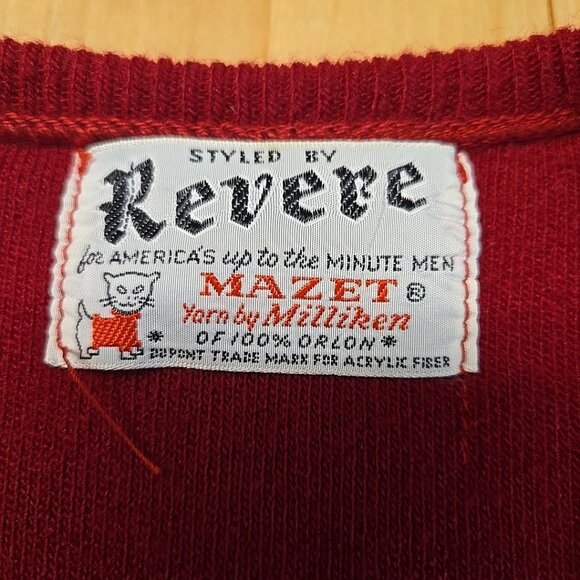 STYLED BY
Revere
for AMERICA'S up to the MINUTE MEN
MAZET ®
Yarn by Milliken
OF 100% ORLON *
* DUPONT TRADE MARK FOR ACRYLIC FIBER